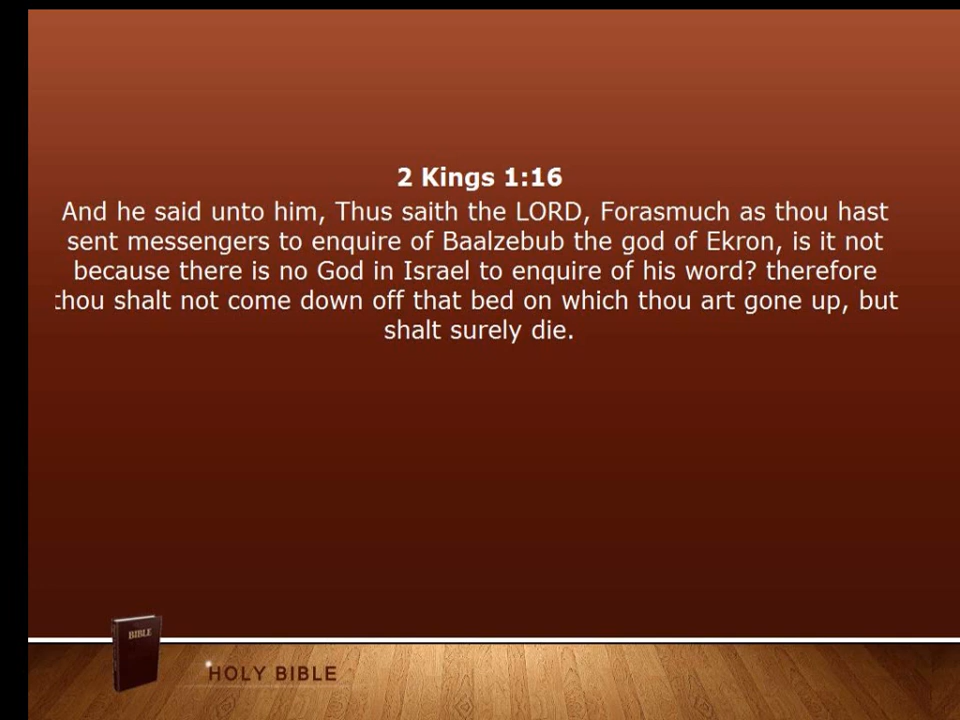 2 Kings 1:16
And he said unto him, Thus saith the LORD, Forasmuch as thou hast
sent messengers to enquire of Baalzebub the god of Ekron, is it not
because there is no God in Israel to enquire of his word? therefore
thou shalt not come down off that bed on which thou art gone up, but
shalt surely die.
BIBLE
HOLY BIBLE